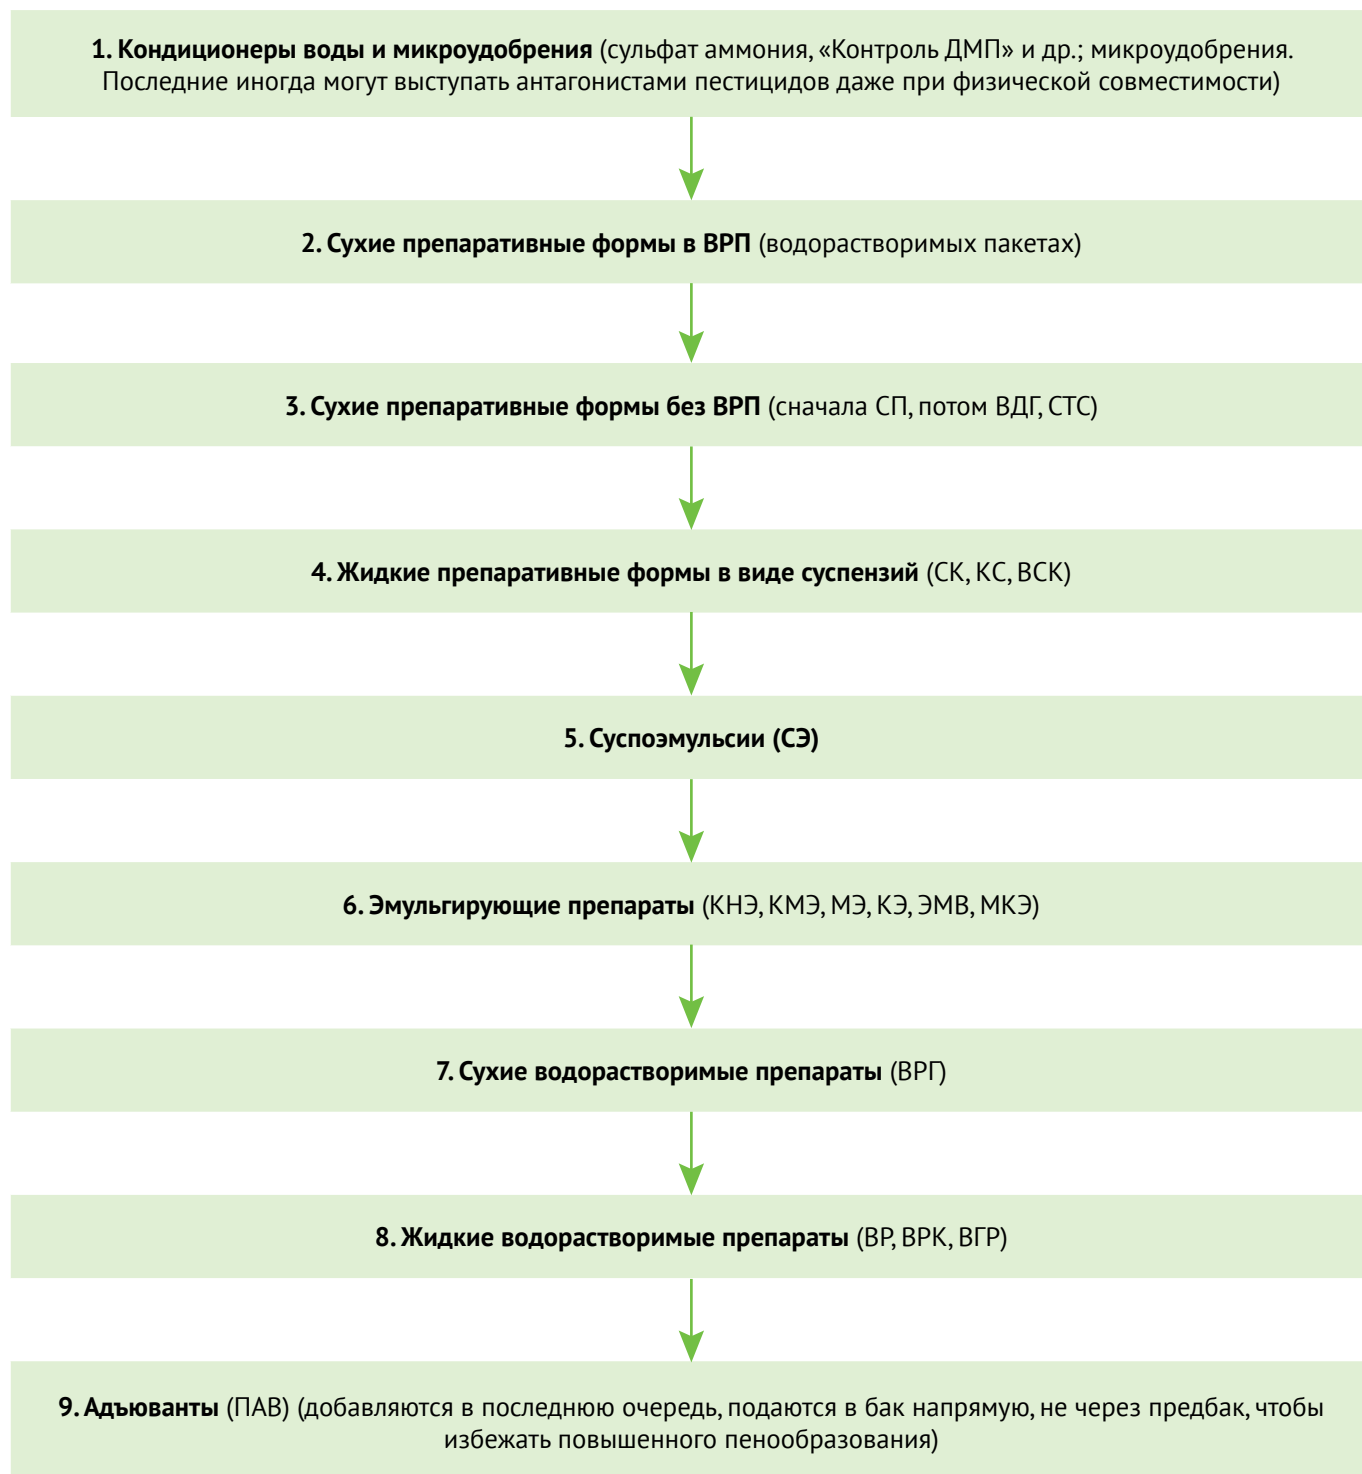 1. Кондиционеры воды и микроудобрения (сульфат аммония, «Контроль ДМП» и др.; микроудобрения.
Последние иногда могут выступать антагонистами пестицидов даже при физической совместимости)
2. Сухие препаративные формы в ВРП (водорастворимых пакетах)
3. Сухие препаративные формы без ВРП (сначала СП, потом ВДГ, СТС)
4. Жидкие препаративные формы в виде суспензий (СК, КС, ВСК)
5. Суспоэмульсии (СЭ)
6. Эмульгирующие препараты (КНЭ, КМЭ, МЭ, КЭ, ЭМВ, МКЭ)
7. Сухие водорастворимые препараты (ВРГ)
8. Жидкие водорастворимые препараты (ВР, ВРК, ВГР)
9. Адъюванты (ПАВ) (добавляются в последнюю очередь, подаются в бак напрямую, не через предбак, чтобы
избежать повышенного пенообразования)